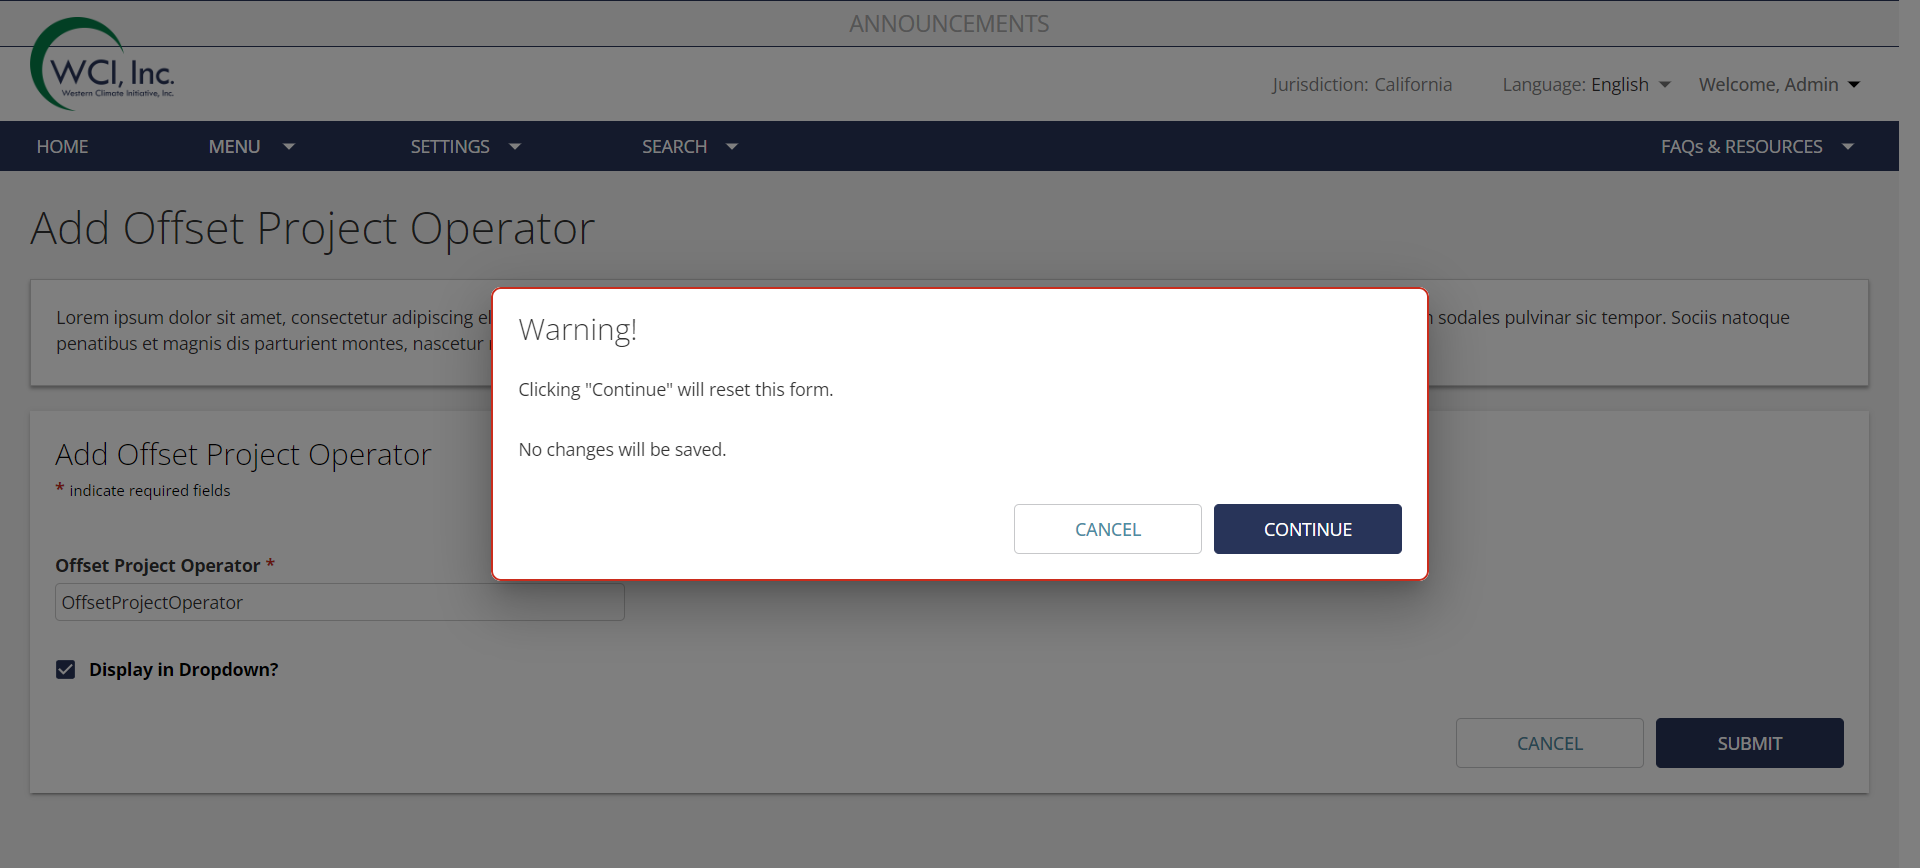 ANNOUNCEMENTS
WCI, Inc.
Western Climate Initiative, Inc.
Jurisdiction: California
Language: English
Welcome, Admin
HOME
MENU
SETTINGS
SEARCH
FAQs & RESOURCES
Add Offset Project Operator
Lorem ipsum dolor sit amet, consectetur adipiscing el
sodales pulvinar sic tempor. Sociis natoque
penatibus et magnis dis parturient montes, nascetur
Warning!
Clicking "Continue" will reset this form.
No changes will be saved.
CANCEL
CONTINUE
Add Offset Project Operator
* indicate required fields
Offset Project Operator *
OffsetProjectOperator
Display in Dropdown?
CANCEL
SUBMIT